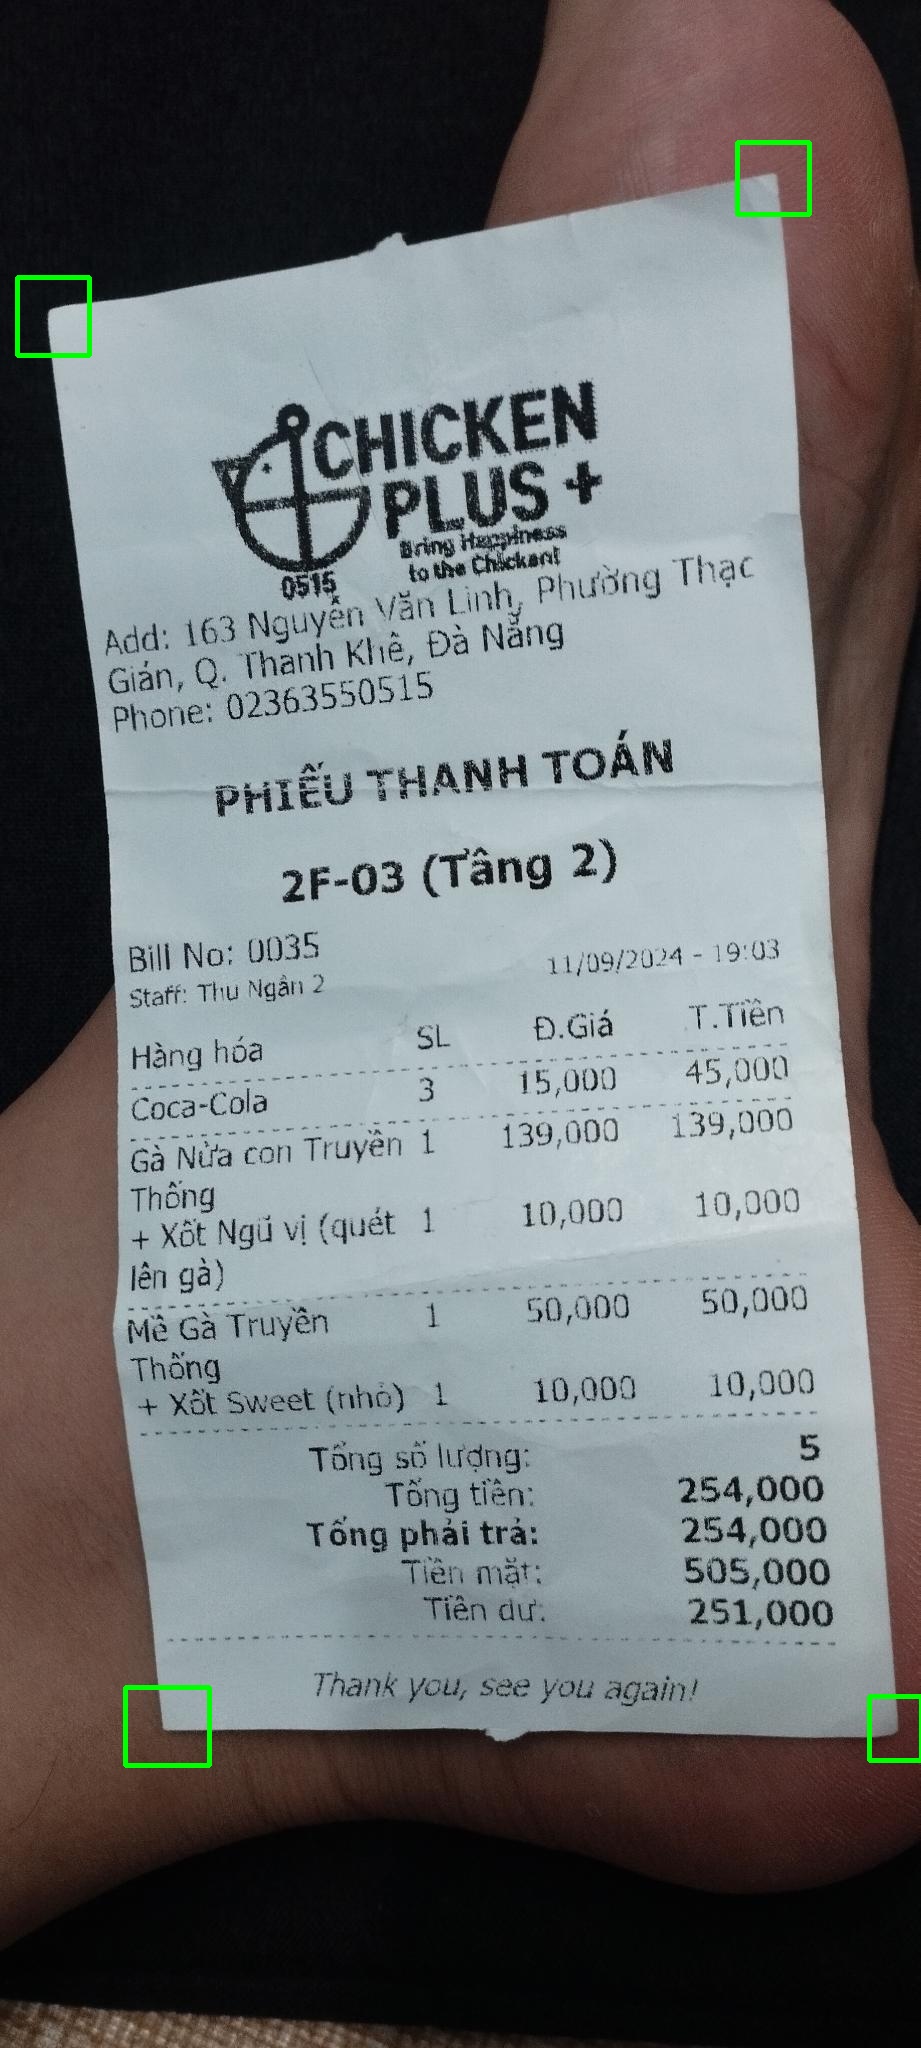 CHICKEN
PLUS +
Bring Happiness
to the Chicken!
0515
Add: 163 Nguyễn Văn Linh, Phường Thạc
Gián, Q. Thanh Khê, Đà Nẵng
Phone: 02363550515
PHIẾU THANH TOÁN
2F-03 (Tầng 2)
Bill No: 0035
11/09/2024 - 19:03
Staff: Thu Ngân 2
Hàng hóa SL Đ.Giá T.Tiền
Coca-Cola 3 15,000 45,000
Gà Nửa con Truyền 1 139,000 139,000
Thống
+ Xốt Ngũ vị (quét 1 10,000 10,000
lên gà)
Mề Gà Truyền 1 50,000 50,000
Thống
+ Xốt Sweet (nhỏ) 1 10,000 10,000
Tổng số lượng: 5
Tổng tiền: 254,000
Tổng phải trả: 254,000
Tiền mặt: 505,000
Tiền dư: 251,000
Thank you, see you again!